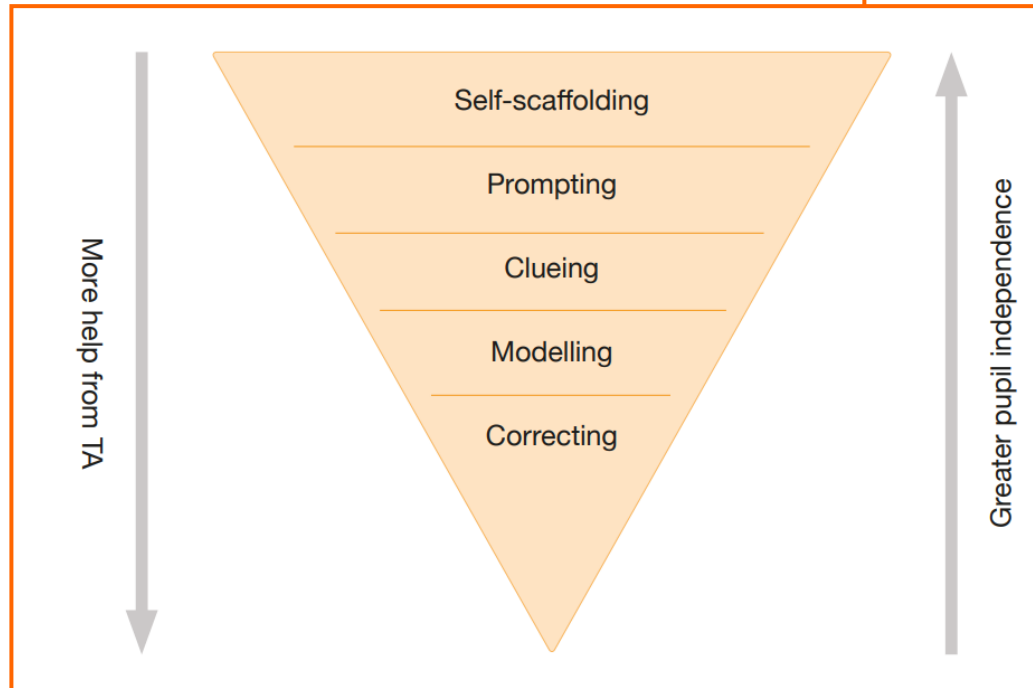 Self-scaffolding
Prompting
Clueing
Modelling
Correcting
More help from TA
Greater pupil independence